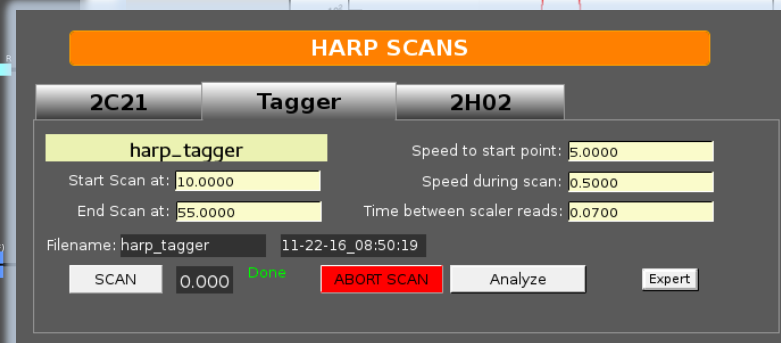 HARP SCANS
2C21 Tagger 2H02
harp_tagger
Speed to start point: 5.0000
Start Scan at: 10.0000
Speed during scan: 0.5000
End Scan at: 55.0000
Time between scaler reads: 0.0700
Filename: harp_tagger 11-22-16_08:50:19
SCAN 0.000 Done ABORT SCAN Analyze Expert